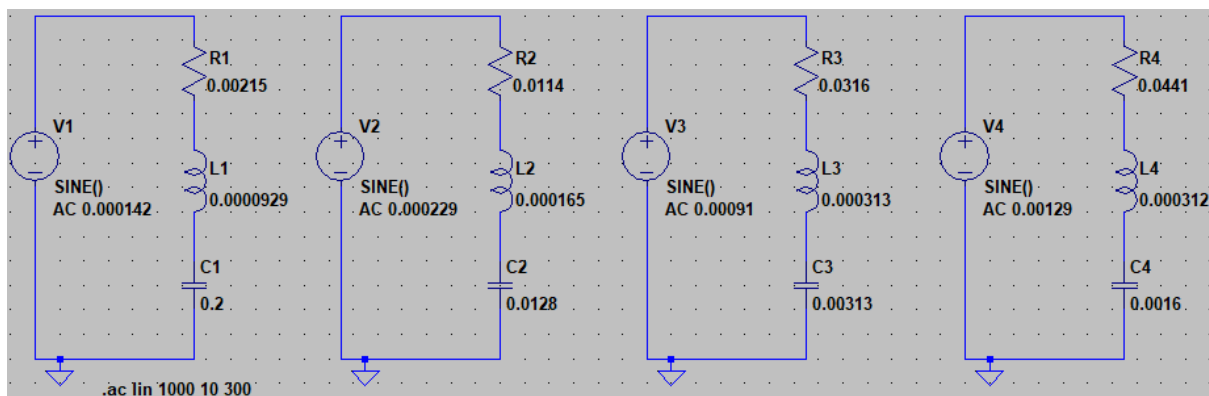 R1
0.00215
V1
L1
0.0000929
SINE()
AC 0.000142
C1
0.2
R2
0.0114
V2
L2
0.000165
SINE()
AC 0.000229
C2
0.0128
R3
0.0316
V3
L3
0.000313
SINE()
AC 0.00091
C3
0.00313
R4
0.0441
V4
L4
0.000312
SINE()
AC 0.00129
C4
0.0016
.ac lin 1000 10 300